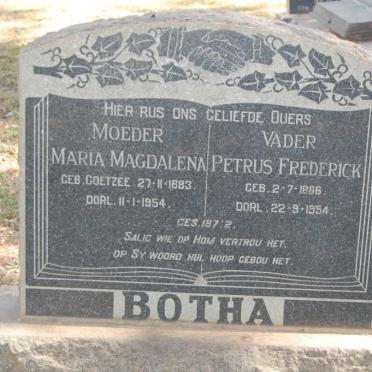 HIER RUS ONS GELIEFDE OUERS
MOEDER
MARIA MAGDALENA
GEB. COETZEE 27-11-1883.
OORL. 11-1-1954.
VADER
PETRUS FREDERICK
GEB. 2-7-1886
OORL. 22-9-1954.
GES. 197:2.
SALIG WIE OP HOM VERTROU HET,
OP SY WOORD HUL HOOP GEBOU HET.
BOTHA